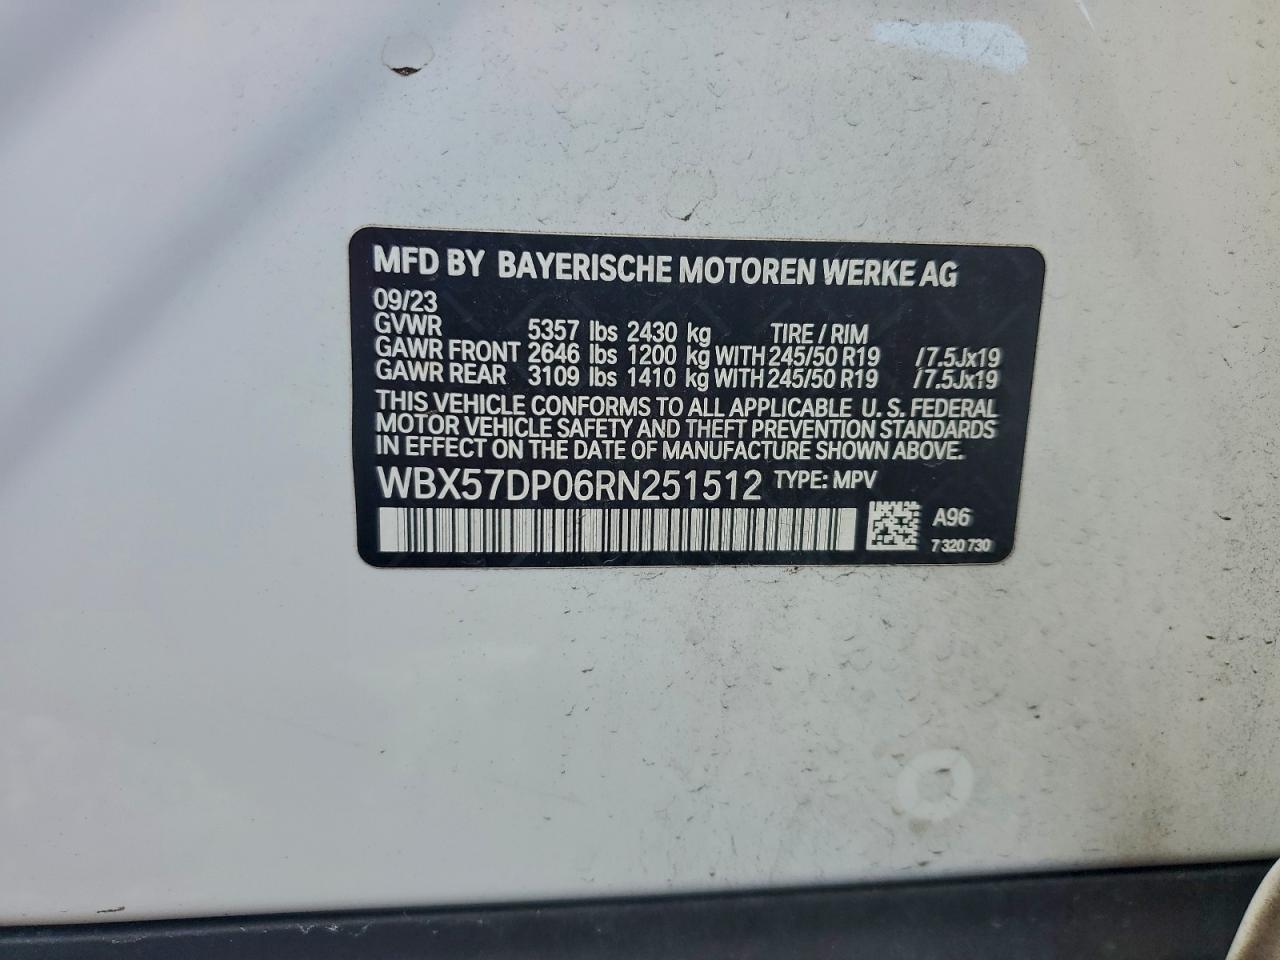 MFD BY BAYERISCHE MOTOREN WERKE AG
09/23
GVWR 5357 lbs 2430 kg TIRE / RIM
GAWR FRONT 2646 lbs 1200 kg WITH 245/50 R19 /7.5Jx19
GAWR REAR 3109 lbs 1410 kg WITH 245/50 R19 /7.5Jx19
THIS VEHICLE CONFORMS TO ALL APPLICABLE U. S. FEDERAL
MOTOR VEHICLE SAFETY AND THEFT PREVENTION STANDARDS
IN EFFECT ON THE DATE OF MANUFACTURE SHOWN ABOVE.
WBX57DP06RN251512 TYPE: MPV
A96
7 320 730